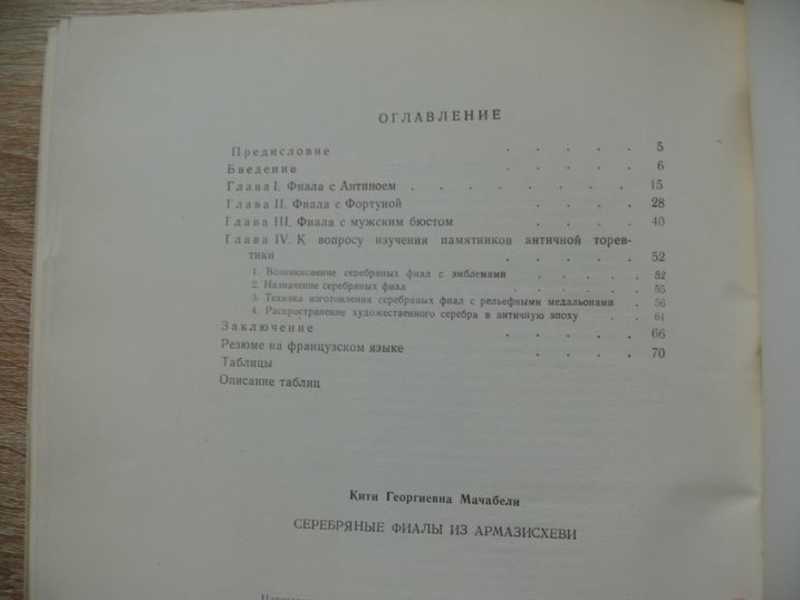 ОГЛАВЛЕНИЕ
Предисловие . . . . . 5
Введение . . . . . 6
Глава I. Фиала с Антиноем . . . . . . . . 15
Глава II. Фиала с Фортуной . . . . . 28
Глава III. Фиала с мужским бюстом . . . . 40
Глава IV. К вопросу изучения памятников античной торев-
тики . . . . . 52
1. Возникновение серебряных фиал с эмблемами . . . . . 52
2. Назначение серебряных фиал . . . . . 55
3. Техника изготовления серебряных фиал с рельефными медальонами . 56
4. Распространение художественного серебра в античную эпоху . . 61
Заключение . . . . . 66
Резюме на французском языке . . . . 70
Таблицы
Описание таблиц
Кити Георгиевна Мачабели
СЕРЕБРЯНЫЕ ФИАЛЫ ИЗ АРМАЗИСХЕВИ